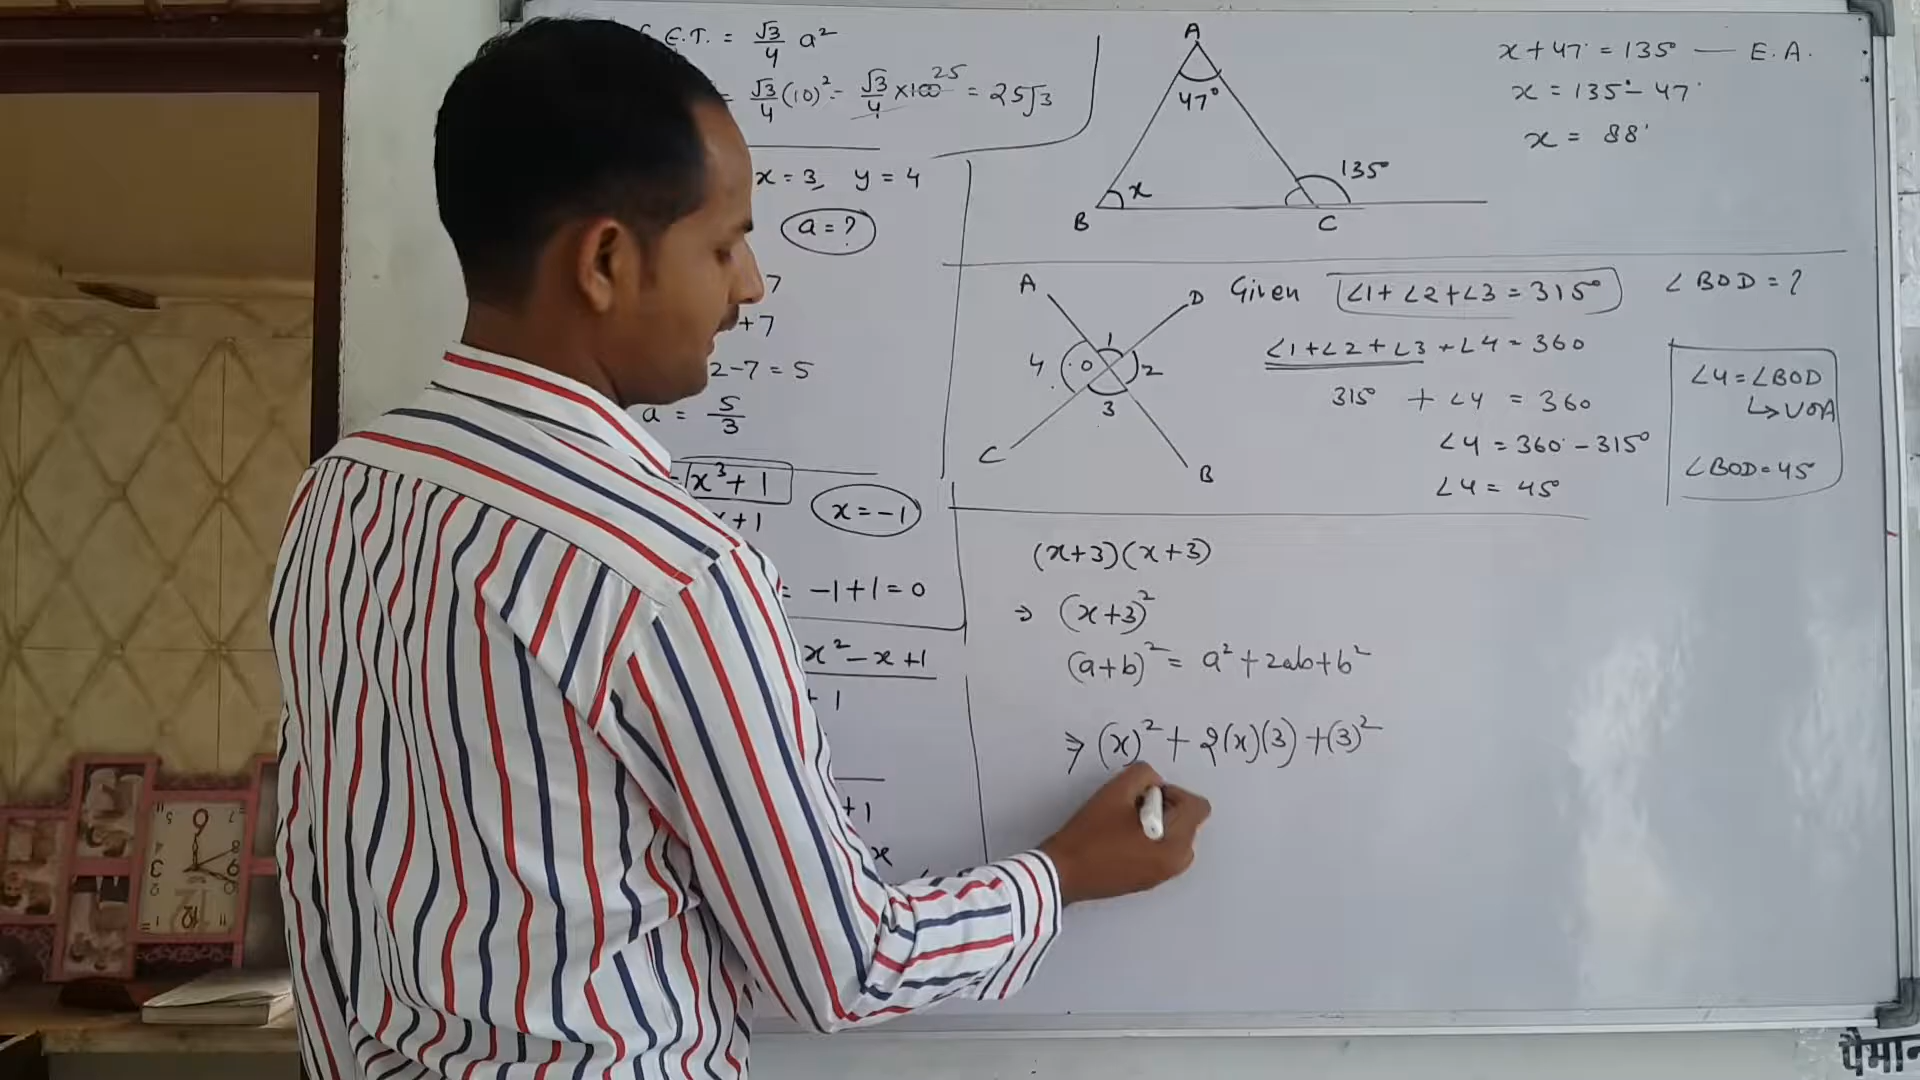 E.T. = √3/4 a²
= √3/4 (10)² = √3/4 × 100 25 = 25√3
x = 3, y = 4
a = ?
7
+7
2 - 7 = 5
a = 5/3
x³ + 1
x + 1
x = -1
= -1 + 1 = 0
x² - x + 1
+ 1
+ 1
x
A
47°
B
x
C
135°
x + 47° = 135° — E.A.
x = 135° - 47°
x = 88°
A
D
1
4
O
2
3
C
B
Given ∠1 + ∠2 + ∠3 = 315°
∠BOD = ?
∠1 + ∠2 + ∠3 + ∠4 = 360
315° + ∠4 = 360
∠4 = 360° - 315°
∠4 = 45°
∠4 = ∠BOD
↳ VOA
∠BOD = 45°
(x+3)(x+3)
⇒ (x+3)²
(a+b)² = a² + 2ab + b²
⇒ (x)² + 2(x)(3) + (3)²